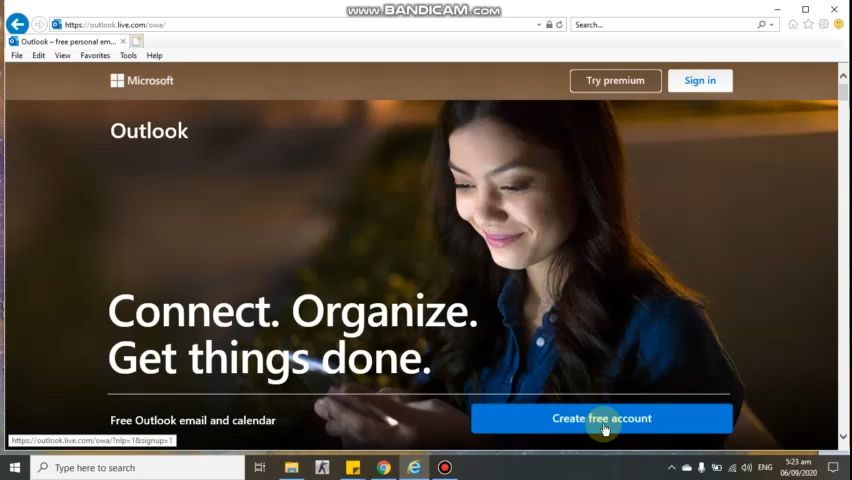 www.BANDICAM.com
https://outlook.live.com/owa/
Search...
Outlook – free personal em...
File Edit View Favorites Tools Help
Microsoft
Try premium
Sign in
Outlook
Connect. Organize.
Get things done.
Free Outlook email and calendar
Create free account
https://outlook.live.com/owa/?nlp=1&signup=1
Type here to search
ENG
5:23 am
06/09/2020